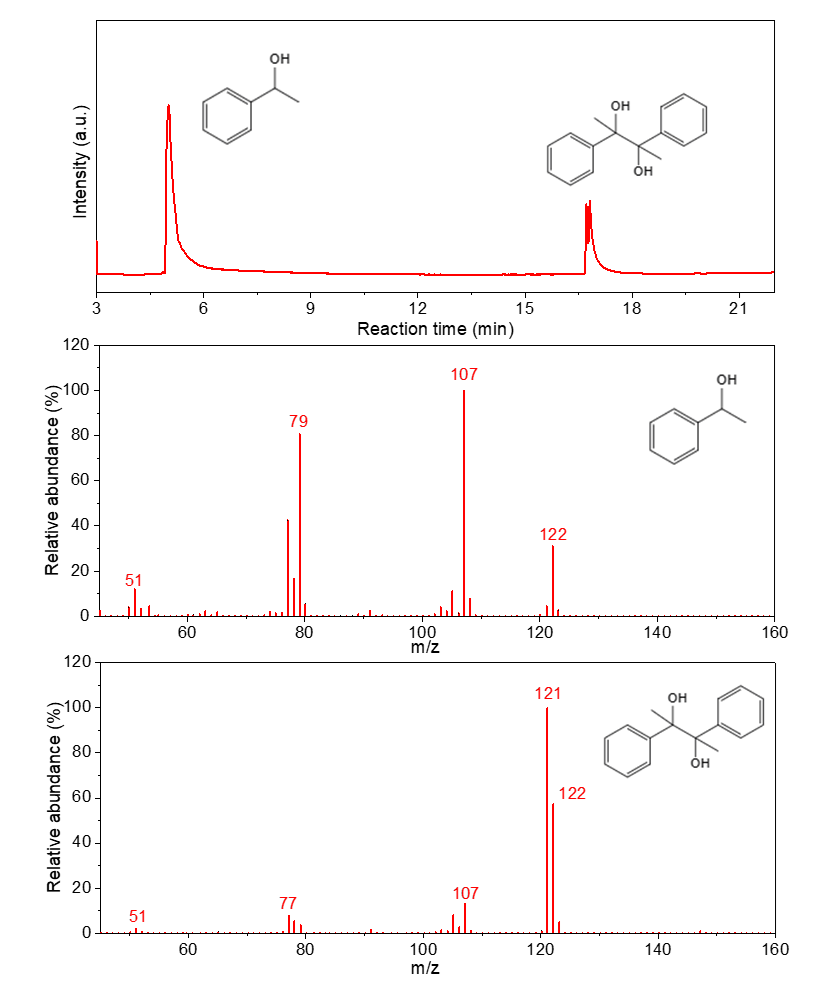 Intensity (a.u.)
OH
OH
OH
3 6 9 12 15 18 21
Reaction time (min)
Relative abundance (%)
120
100
80
60
40
20
0
51
79
107
122
OH
60 80 100 120 140 160
m/z
Relative abundance (%)
120
100
80
60
40
20
0
51
77
107
121
122
OH
OH
60 80 100 120 140 160
m/z